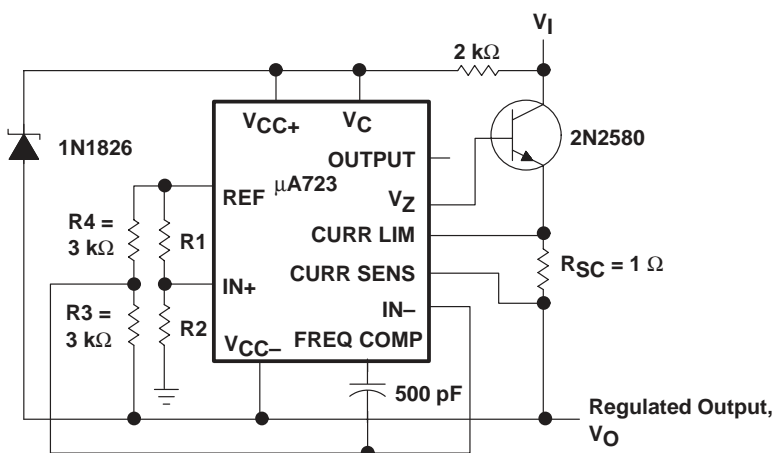 VI
2 kΩ
VCC+
VC
1N1826
2N2580
OUTPUT
μA723
REF
VZ
R4 =
3 kΩ
R1
CURR LIM
CURR SENS
RSC = 1 Ω
IN+
IN–
R3 =
3 kΩ
R2
VCC–
FREQ COMP
500 pF
Regulated Output,
VO